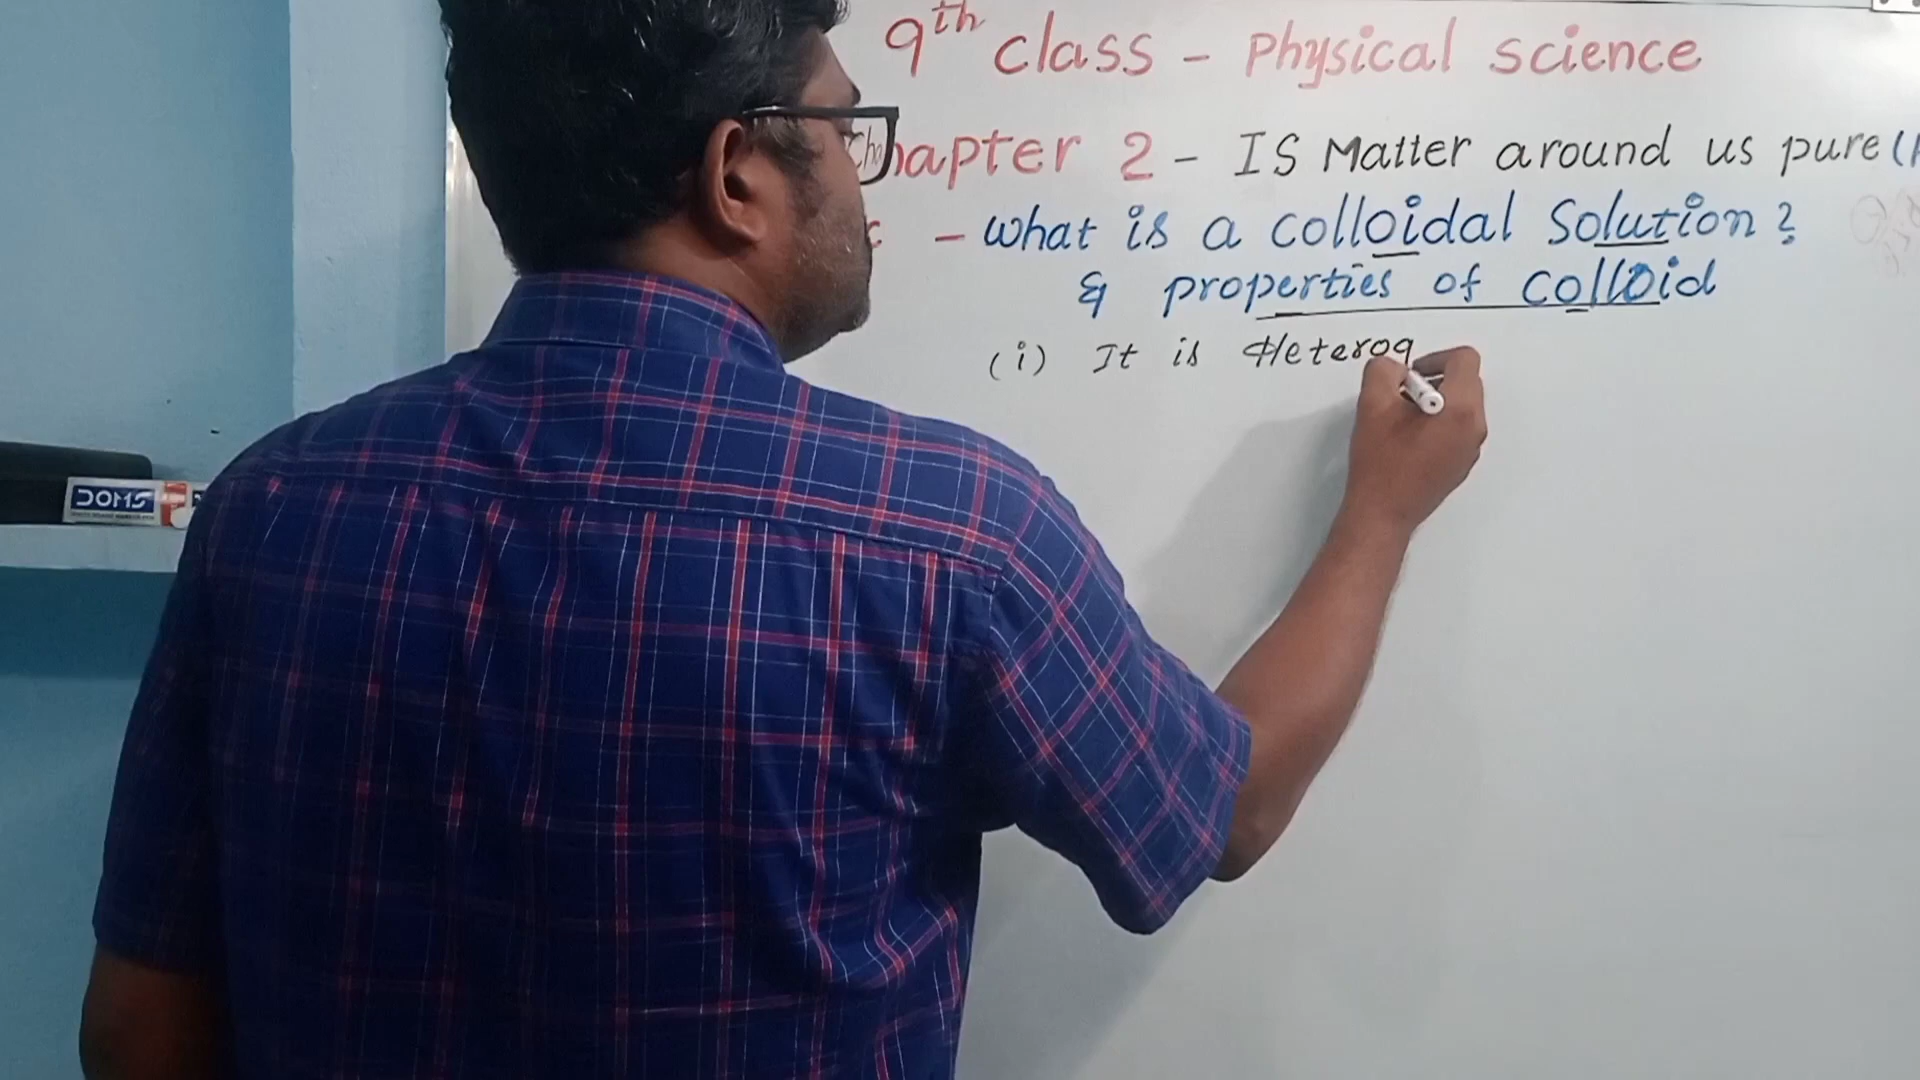 9th class - Physical science
Chapter 2 - IS Matter around us pure (
- What is a colloidal Solution?
& properties of colloid
(i) It is Heterog
DOMS